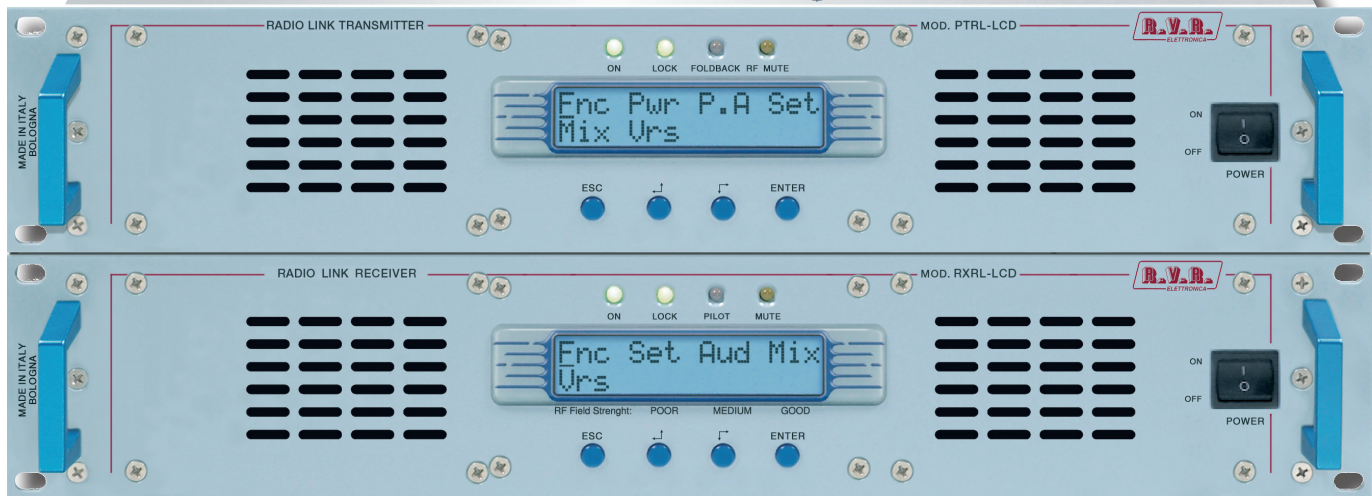 RADIO LINK TRANSMITTER
MOD. PTRL-LCD
R.V.R.
ELETTRONICA
ON LOCK FOLDBACK RF MUTE
MADE IN ITALY
BOLOGNA
Enc Pwr P.A Set
Mix Vrs
ESC ENTER
ON
I
O
OFF
POWER
RADIO LINK RECEIVER
MOD. RXRL-LCD
R.V.R.
ELETTRONICA
ON LOCK PILOT MUTE
MADE IN ITALY
BOLOGNA
Enc Set Aud Mix
Vrs
RF Field Strenght: POOR MEDIUM GOOD
ESC ENTER
ON
I
O
OFF
POWER